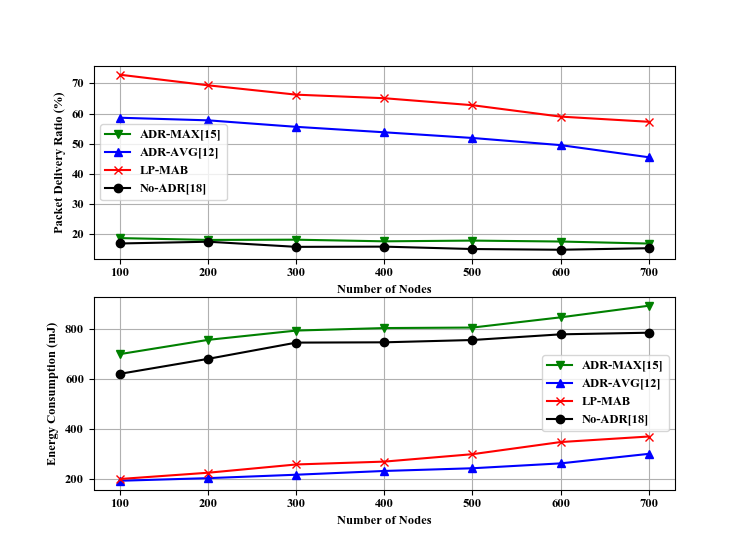 Packet Delivery Ratio (%)
70
60
50
40
30
20
ADR-MAX[15]
ADR-AVG[12]
LP-MAB
No-ADR[18]
100 200 300 400 500 600 700
Number of Nodes
Energy Consumption (mJ)
800
600
400
200
ADR-MAX[15]
ADR-AVG[12]
LP-MAB
No-ADR[18]
100 200 300 400 500 600 700
Number of Nodes